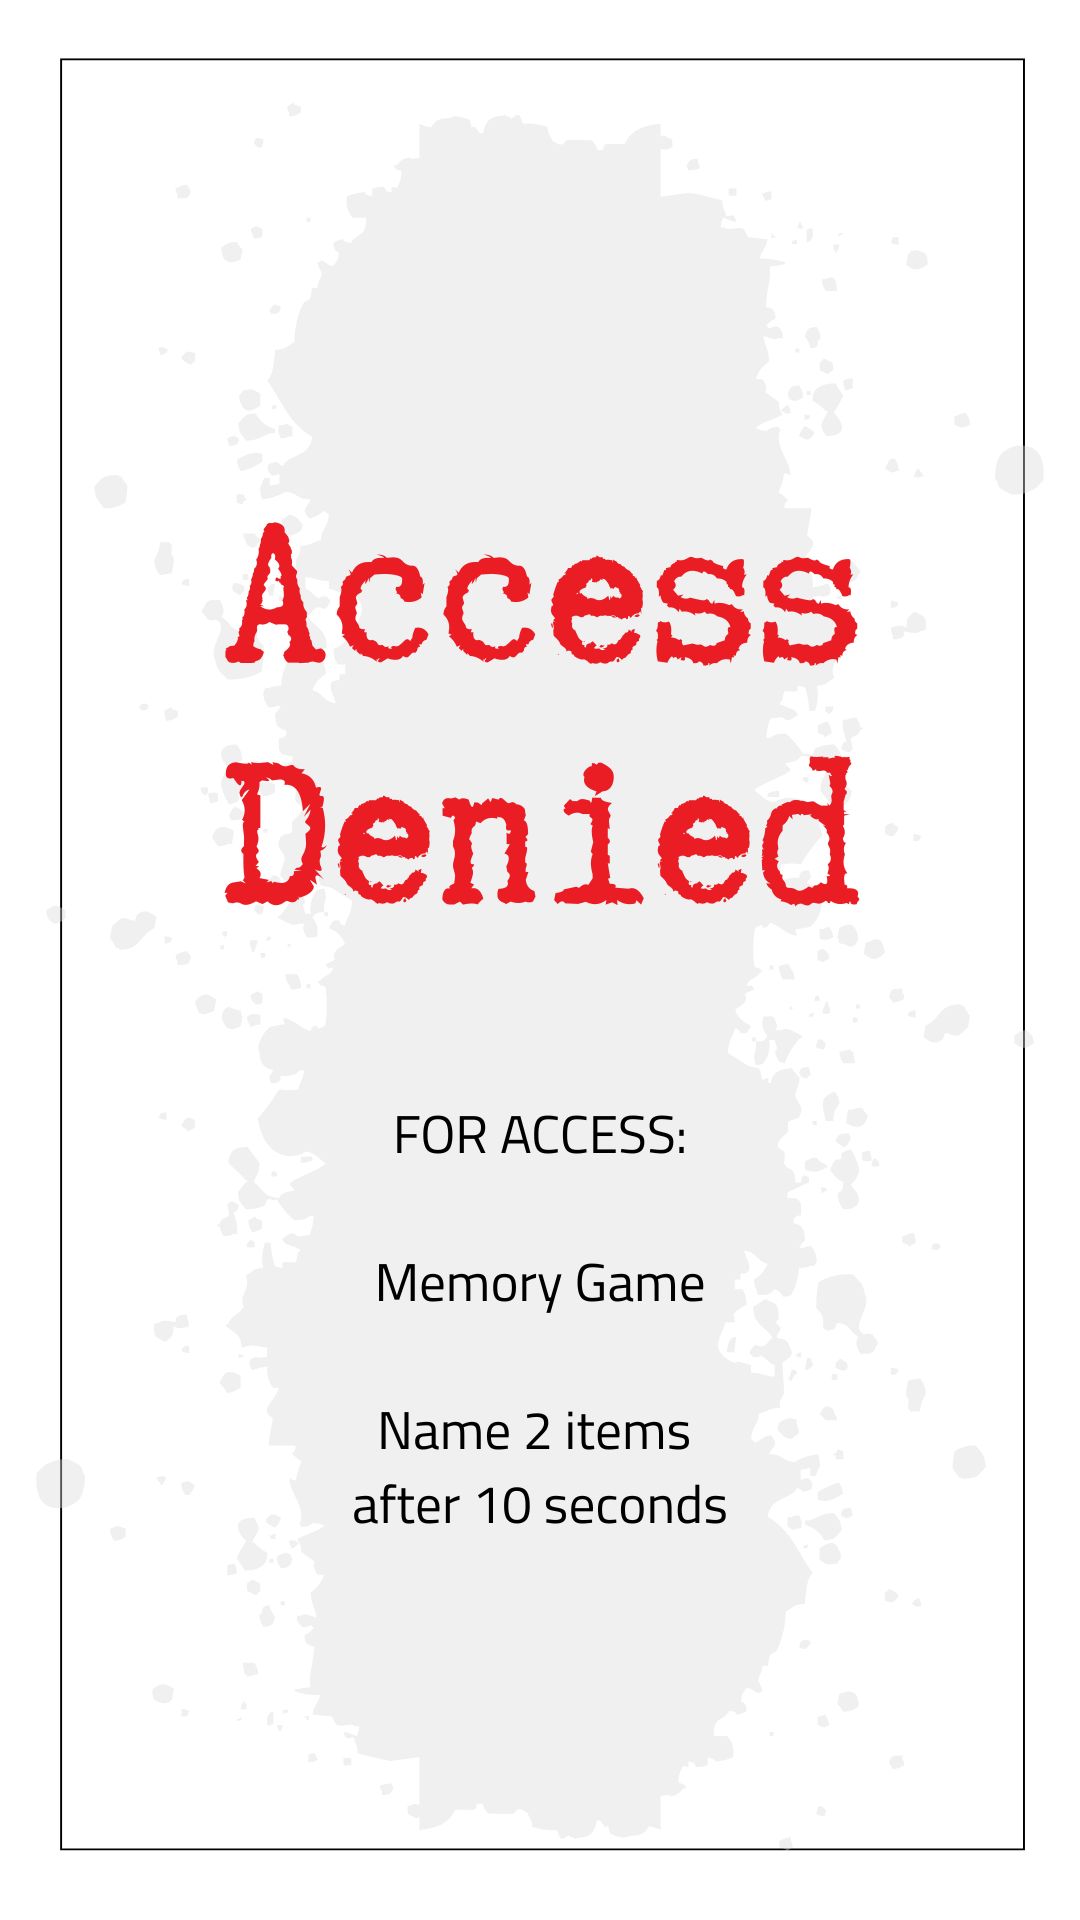 Access
Denied
FOR ACCESS:
Memory Game
Name 2 items
after 10 seconds